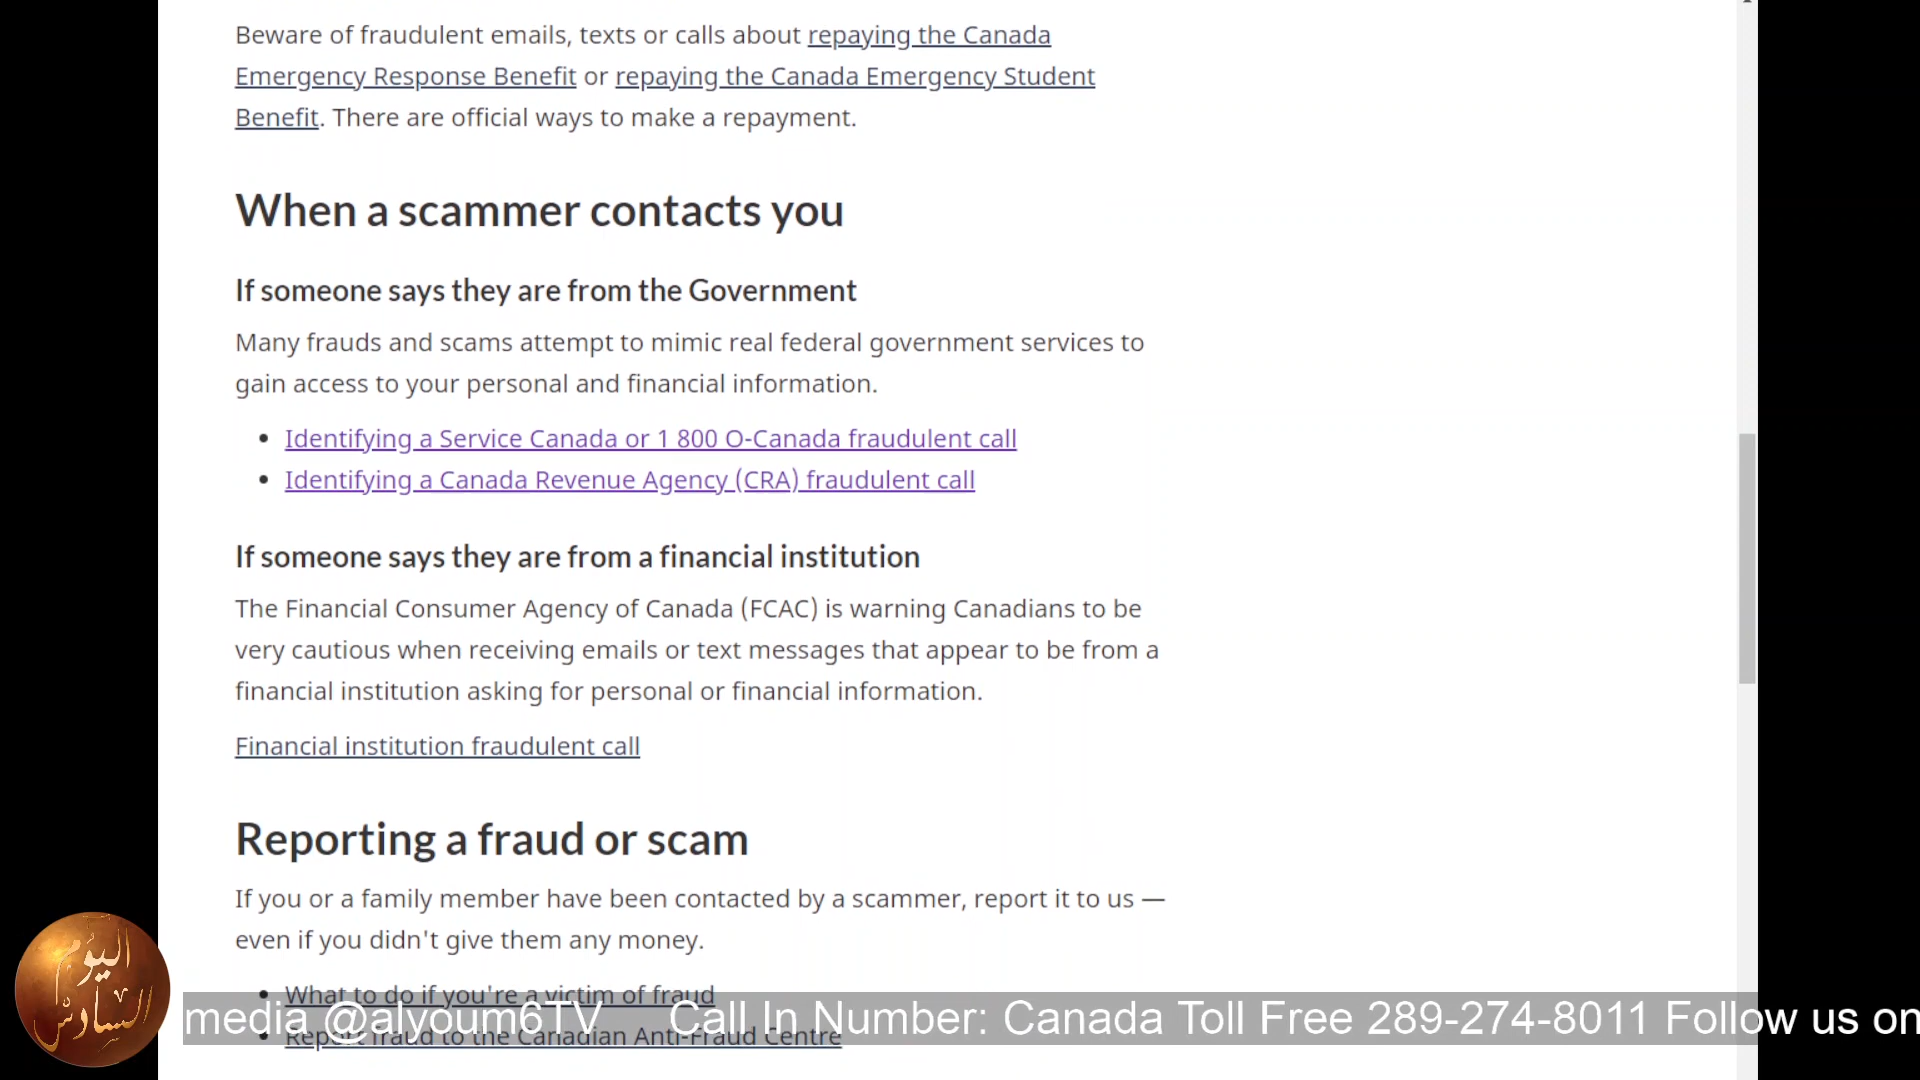 Beware of fraudulent emails, texts or calls about repaying the Canada
Emergency Response Benefit or repaying the Canada Emergency Student
Benefit. There are official ways to make a repayment.
When a scammer contacts you
If someone says they are from the Government
Many frauds and scams attempt to mimic real federal government services to
gain access to your personal and financial information.
• Identifying a Service Canada or 1 800 O-Canada fraudulent call
• Identifying a Canada Revenue Agency (CRA) fraudulent call
If someone says they are from a financial institution
The Financial Consumer Agency of Canada (FCAC) is warning Canadians to be
very cautious when receiving emails or text messages that appear to be from a
financial institution asking for personal or financial information.
Financial institution fraudulent call
Reporting a fraud or scam
If you or a family member have been contacted by a scammer, report it to us —
even if you didn't give them any money.
• What to do if you're a victim of fraud
• Report fraud to the Canadian Anti-Fraud Centre
اليوم
السادس
media @alyoum6TV Call In Number: Canada Toll Free 289-274-8011 Follow us on